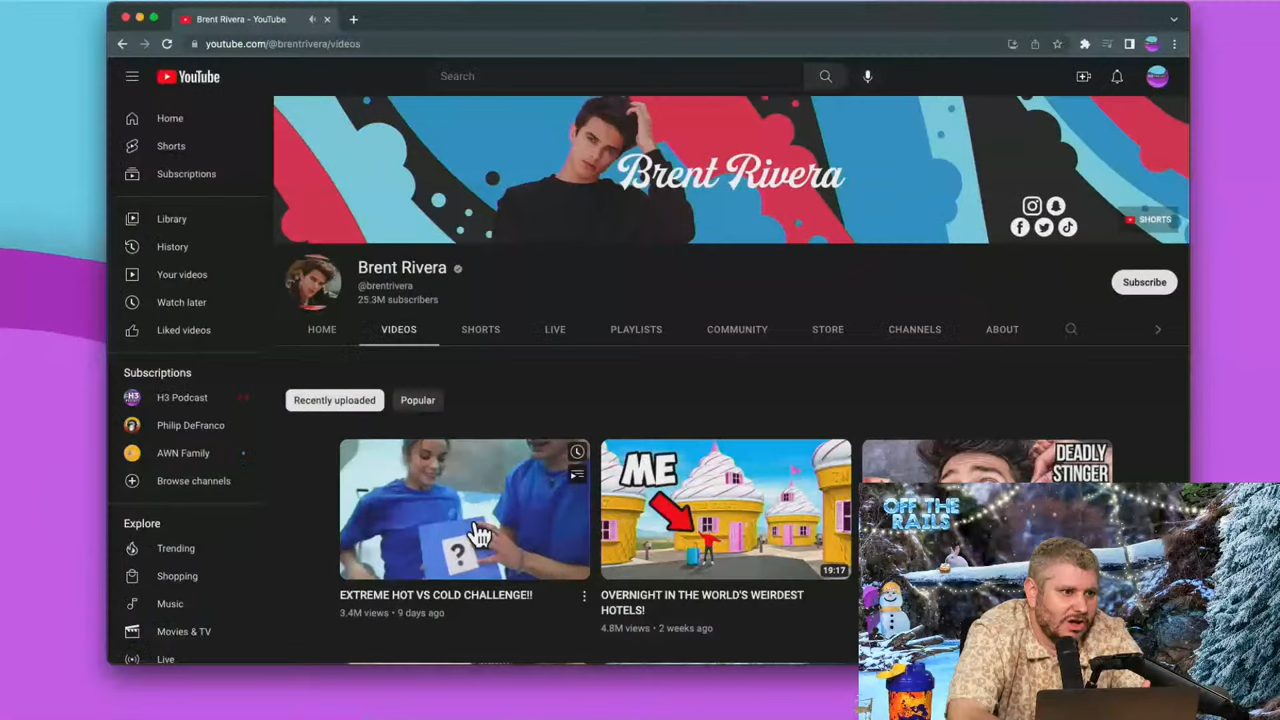 Brent Rivera - YouTube
youtube.com/@brentrivera/videos
YouTube
Search
Home
Shorts
Subscriptions
Library
History
Your videos
Watch later
Liked videos
Subscriptions
H3 Podcast
Philip DeFranco
AWN Family
Browse channels
Explore
Trending
Shopping
Music
Movies & TV
Live
Brent Rivera
SHORTS
Brent Rivera
@brentrivera
25.3M subscribers
Subscribe
HOME VIDEOS SHORTS LIVE PLAYLISTS COMMUNITY STORE CHANNELS ABOUT
Recently uploaded Popular
?
EXTREME HOT VS COLD CHALLENGE!!
3.4M views • 9 days ago
ME
19:17
OVERNIGHT IN THE WORLD'S WEIRDEST
HOTELS!
4.8M views • 2 weeks ago
DEADLY
STINGER
OFF THE
RAILS